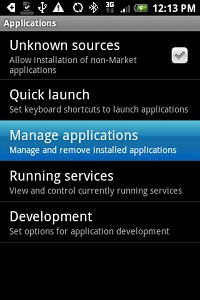 3G
12:13 PM
Applications
Unknown sources
Allow installation of non-Market
applications
Quick launch
Set keyboard shortcuts to launch applications
Manage applications
Manage and remove installed applications
Running services
View and control currently running services
Development
Set options for application development